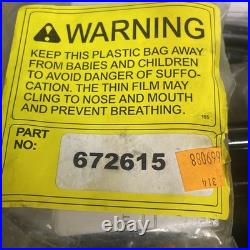 ⚠ WARNING
KEEP THIS PLASTIC BAG AWAY
FROM BABIES AND CHILDREN
TO AVOID DANGER OF SUFFO-
CATION. THE THIN FILM MAY
CLING TO NOSE AND MOUTH
AND PREVENT BREATHING.
PART
NO:
672615
314